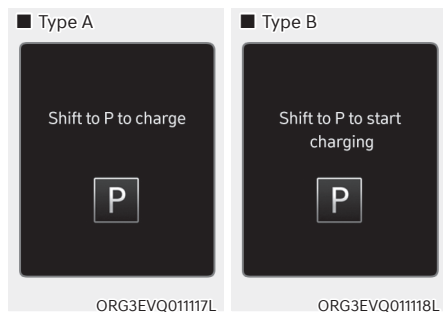 ■ Type A
Shift to P to charge
P
ORG3EVQ011117L
■ Type B
Shift to P to start
charging
P
ORG3EVQ011118L